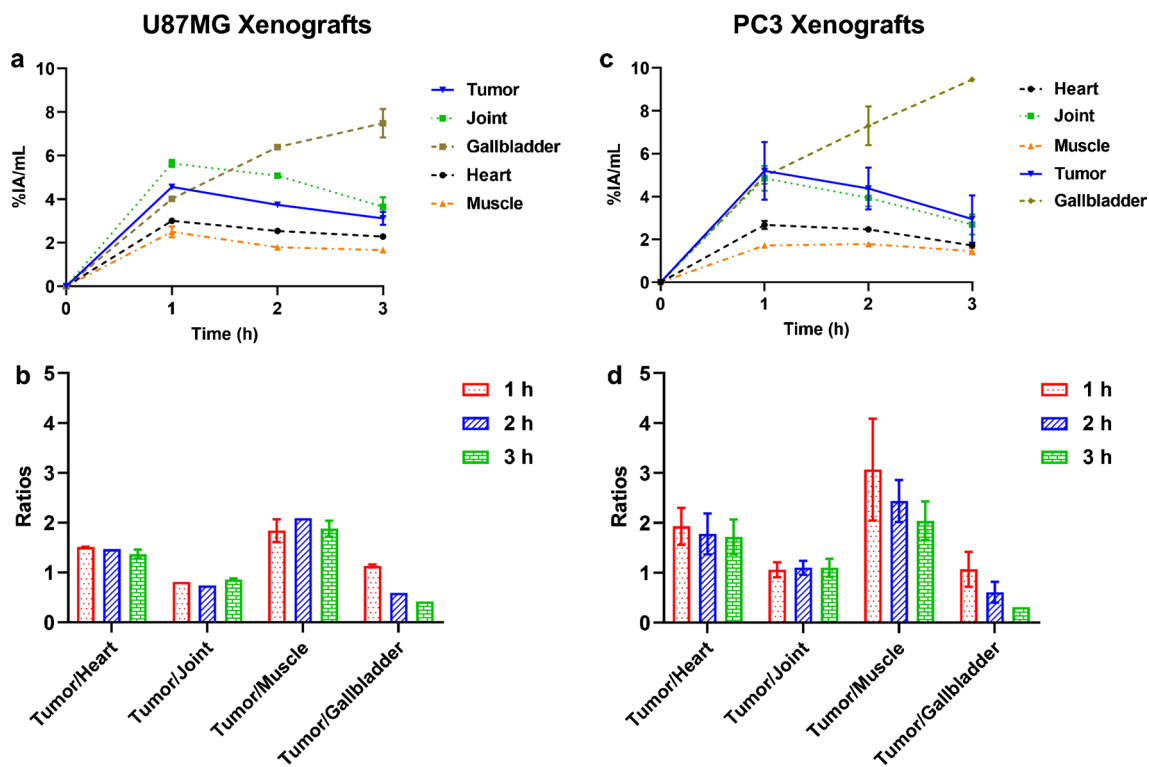 U87MG Xenografts
PC3 Xenografts
a
10
8
6
4
2
0
%IA/mL
0 1 2 3
Time (h)
Tumor
Joint
Gallbladder
Heart
Muscle
c
10
8
6
4
2
0
%IA/mL
0 1 2 3
Time (h)
Heart
Joint
Muscle
Tumor
Gallbladder
b
5
4
3
2
1
0
Ratios
1 h
2 h
3 h
Tumor/Heart
Tumor/Joint
Tumor/Muscle
Tumor/Gallbladder
d
5
4
3
2
1
0
Ratios
1 h
2 h
3 h
Tumor/Heart
Tumor/Joint
Tumor/Muscle
Tumor/Gallbladder